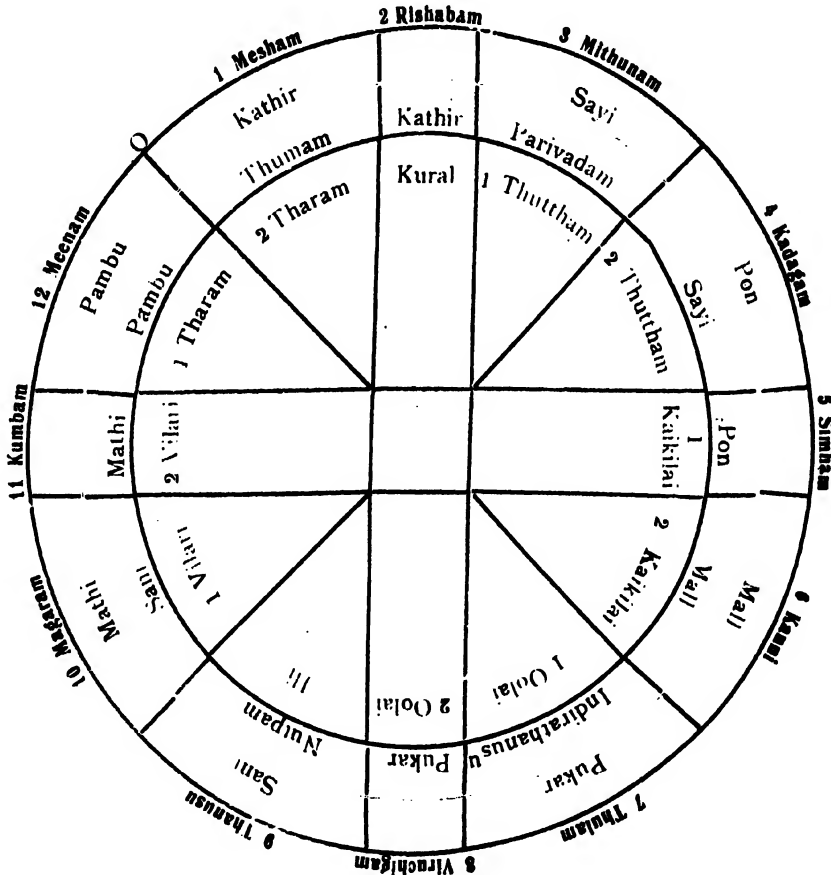 1 Mesham
Kathir
Thumam
2 Tharam
2 Rishabam
Kathir
Kural
3 Mithunam
Sayi
Parivadam
1 Thuttham
4 Kadagam
Pon
Sayi
2 Thuttham
5 Simham
Pon
1 Kaikilai
6 Kanni
Mall
Mall
2 Kaikilai
7 Thulam
Pukar
Indirathanusu
1 Oolai
8 Viruchigam
Pukar
2 Oolai
9 Thanusu
Sani
Nutpam
Ili
10 Magaram
Mathi
Sani
1 Vilari
11 Kumbam
Mathi
2 Vilari
12 Meenam
Pambu
Pambu
1 Tharam